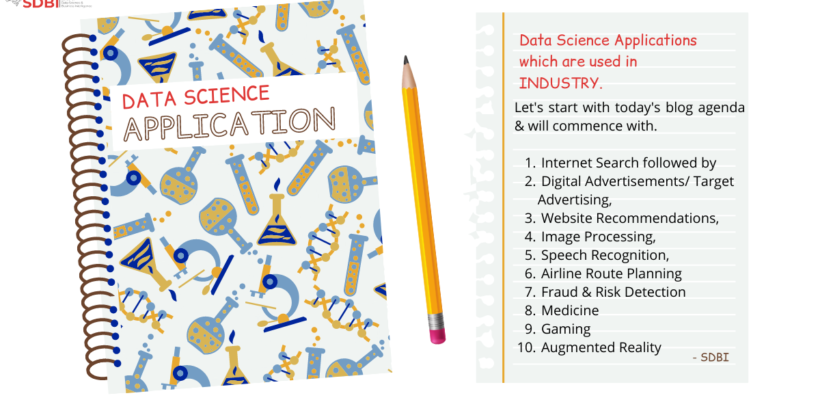 SDBI
DATA SCIENCE
APPLICATION
Data Science Applications
which are used in
INDUSTRY.
Let's start with today's blog agenda
& will commence with.
1. Internet Search followed by
2. Digital Advertisements/ Target
Advertising,
3. Website Recommendations,
4. Image Processing,
5. Speech Recognition,
6. Airline Route Planning
7. Fraud & Risk Detection
8. Medicine
9. Gaming
10. Augmented Reality
- SDBI